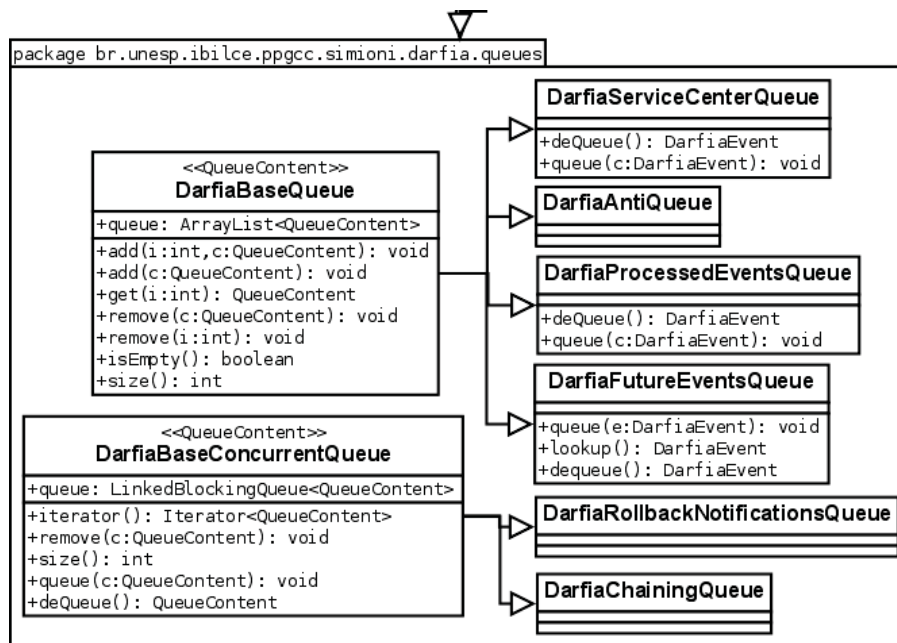 package br.unesp.ibilce.ppgcc.simioni.darfia.queues
<<QueueContent>>
DarfiaBaseQueue
+queue: ArrayList<QueueContent>
+add(i:int,c:QueueContent): void
+add(c:QueueContent): void
+get(i:int): QueueContent
+remove(c:QueueContent): void
+remove(i:int): void
+isEmpty(): boolean
+size(): int
<<QueueContent>>
DarfiaBaseConcurrentQueue
+queue: LinkedBlockingQueue<QueueContent>
+iterator(): Iterator<QueueContent>
+remove(c:QueueContent): void
+size(): int
+queue(c:QueueContent): void
+deQueue(): QueueContent
DarfiaServiceCenterQueue
+deQueue(): DarfiaEvent
+queue(c:DarfiaEvent): void
DarfiaAntiQueue
DarfiaProcessedEventsQueue
+deQueue(): DarfiaEvent
+queue(c:DarfiaEvent): void
DarfiaFutureEventsQueue
+queue(e:DarfiaEvent): void
+lookup(): DarfiaEvent
+dequeue(): DarfiaEvent
DarfiaRollbackNotificationsQueue
DarfiaChainingQueue